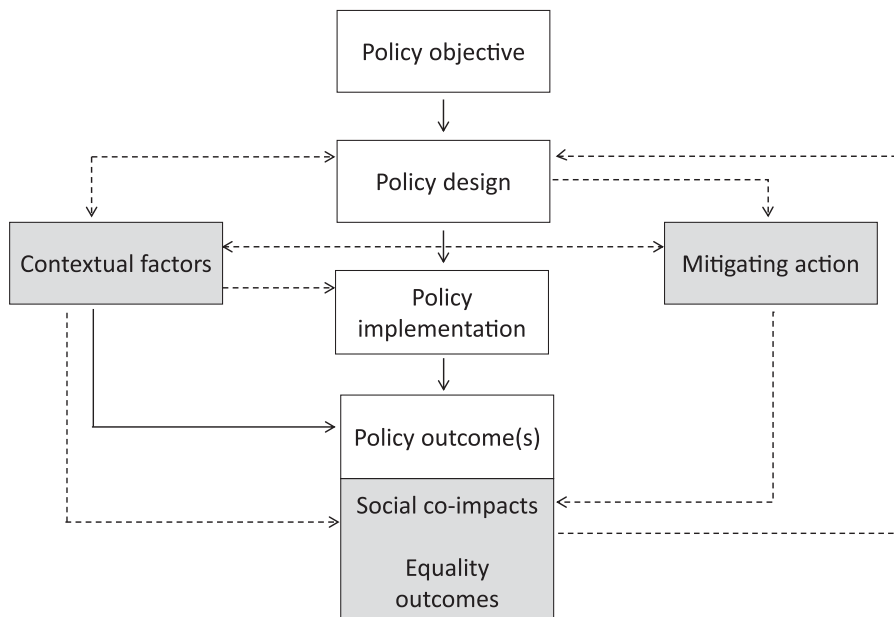 Policy objective
Policy design
Contextual factors
Mitigating action
Policy
implementation
Policy outcome(s)
Social co-impacts
Equality
outcomes